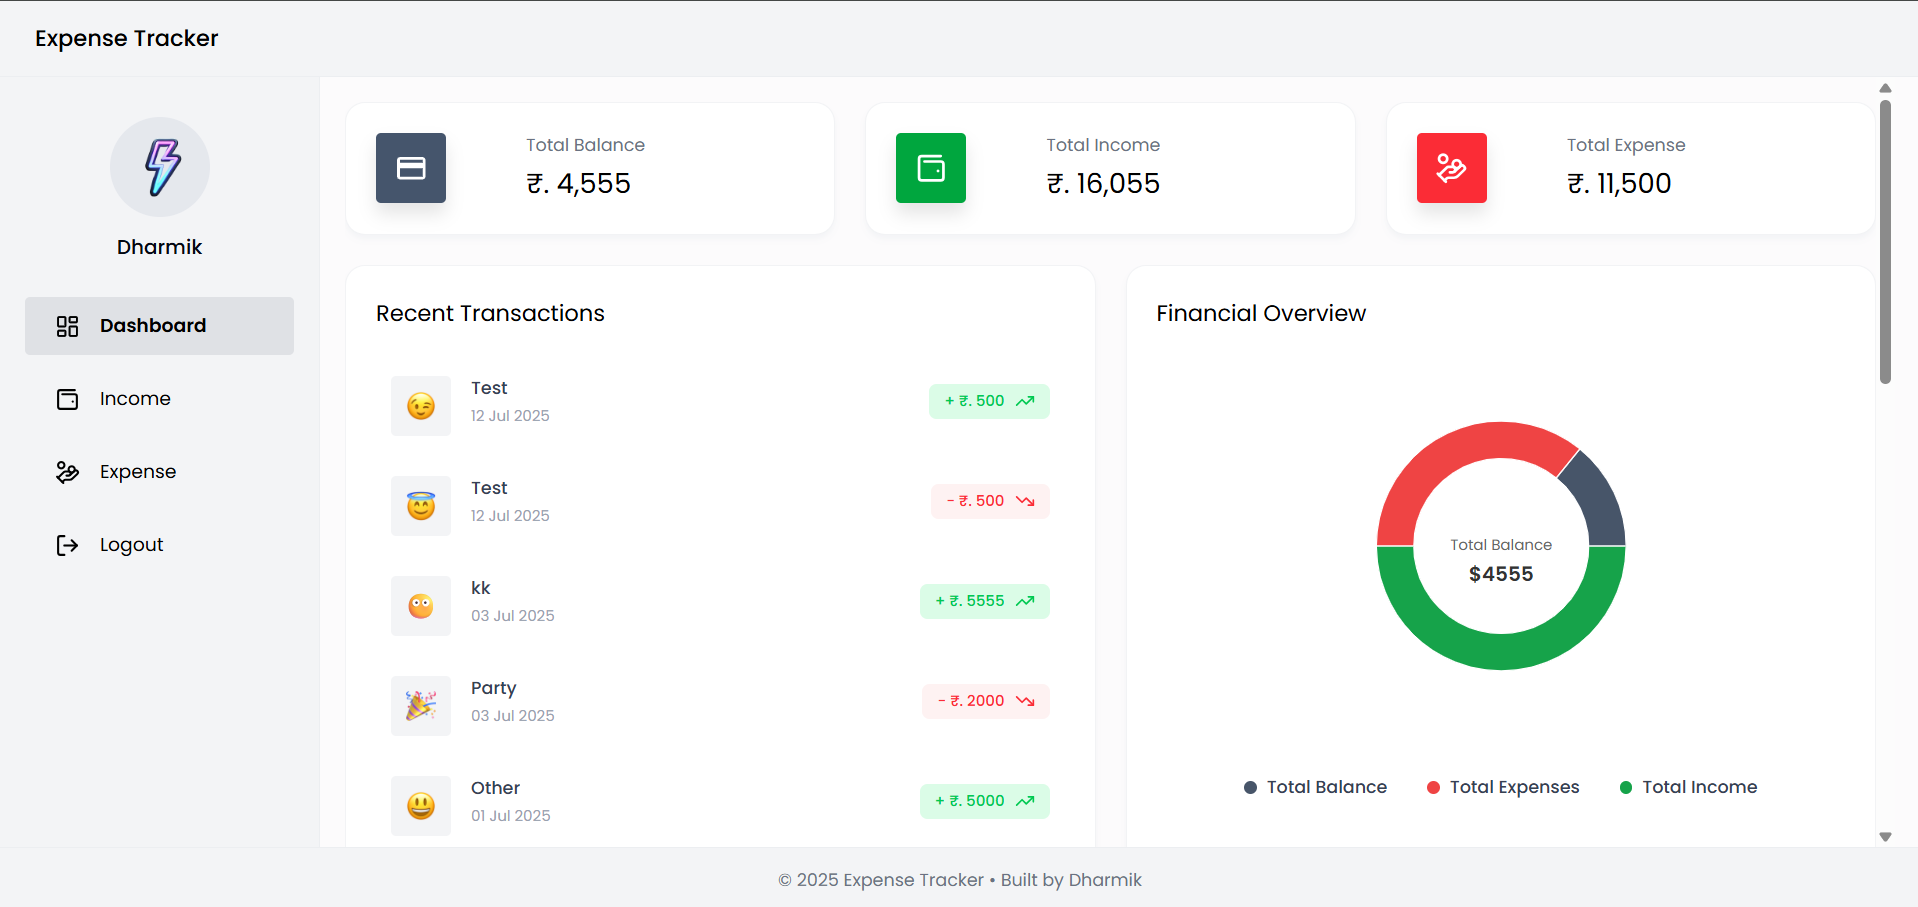 Expense Tracker
Dharmik
Dashboard
Income
Expense
Logout
Total Balance
₹. 4,555
Total Income
₹. 16,055
Total Expense
₹. 11,500
Recent Transactions
Test
12 Jul 2025
+ ₹. 500
Test
12 Jul 2025
- ₹. 500
kk
03 Jul 2025
+ ₹. 5555
Party
03 Jul 2025
- ₹. 2000
Other
01 Jul 2025
+ ₹. 5000
Financial Overview
Total Balance
$4555
Total Balance
Total Expenses
Total Income
© 2025 Expense Tracker • Built by Dharmik